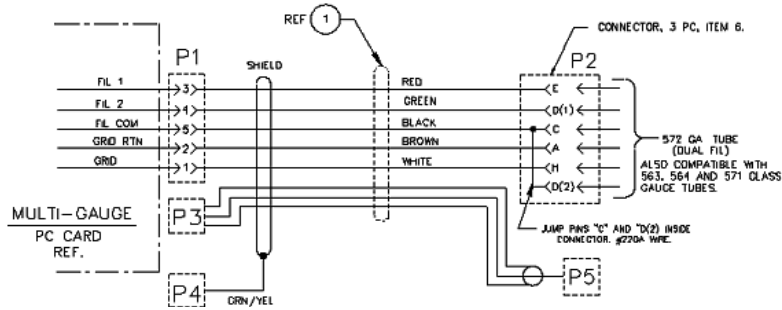 REF 1
CONNECTOR, 3 PC, ITEM 6.
P1
SHIELD
P2
FIL 1
3
RED
E
FIL 2
4
GREEN
D(1)
FIL COM
5
BLACK
C
GRID RTN
2
BROWN
A
GRID
1
WHITE
H
D(2)
572 GA TUBE
(DUAL FIL)
ALSO COMPATIBLE WITH
563, 564 AND 571 CLASS
GAUGE TUBES.
MULTI-GAUGE
PC CARD
REF.
P3
JUMP PINS "C" AND "D(2) INSIDE
CONNECTOR. #22GA WIRE.
P4
GRN/YEL
P5